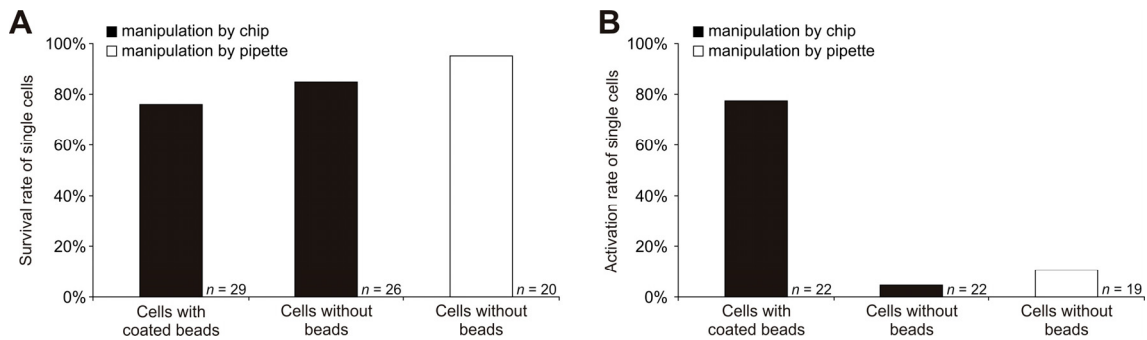 A
manipulation by chip
manipulation by pipette
Survival rate of single cells
100%
80%
60%
40%
20%
0%
n = 29
n = 26
n = 20
Cells with
coated beads
Cells without
beads
Cells without
beads
B
manipulation by chip
manipulation by pipette
Activation rate of single cells
100%
80%
60%
40%
20%
0%
n = 22
n = 22
n = 19
Cells with
coated beads
Cells without
beads
Cells without
beads